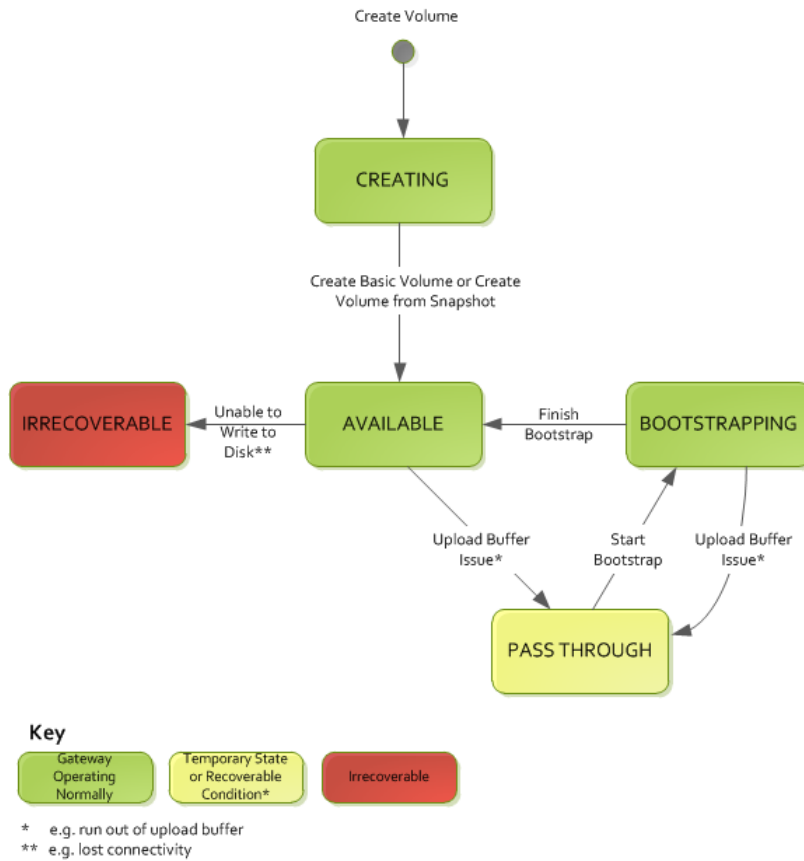 Create Volume
CREATING
Create Basic Volume or Create
Volume from Snapshot
IRRECOVERABLE
Unable to
Write to
Disk**
AVAILABLE
Finish
Bootstrap
BOOTSTRAPPING
Upload Buffer
Issue*
Start
Bootstrap
Upload Buffer
Issue*
PASS THROUGH
Key
Gateway
Operating
Normally
Temporary State
or Recoverable
Condition*
Irrecoverable
* e.g. run out of upload buffer
** e.g. lost connectivity